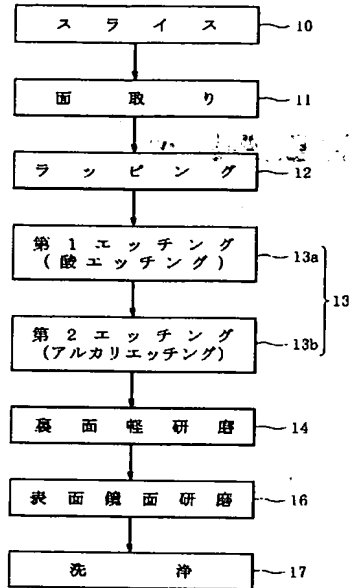 スライス 10
面取り 11
ラッピング 12
第1エッチング
(酸エッチング) 13a
13
第2エッチング
(アルカリエッチング) 13b
裏面軽研磨 14
表面鏡面研磨 16
洗浄 17